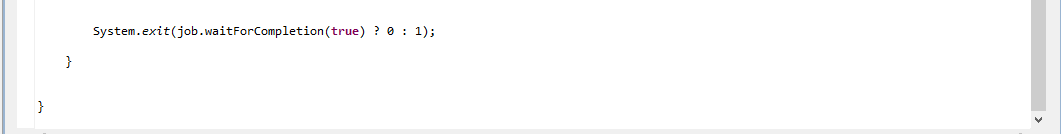 System.exit(job.waitForCompletion(true) ? 0 : 1);
}
}